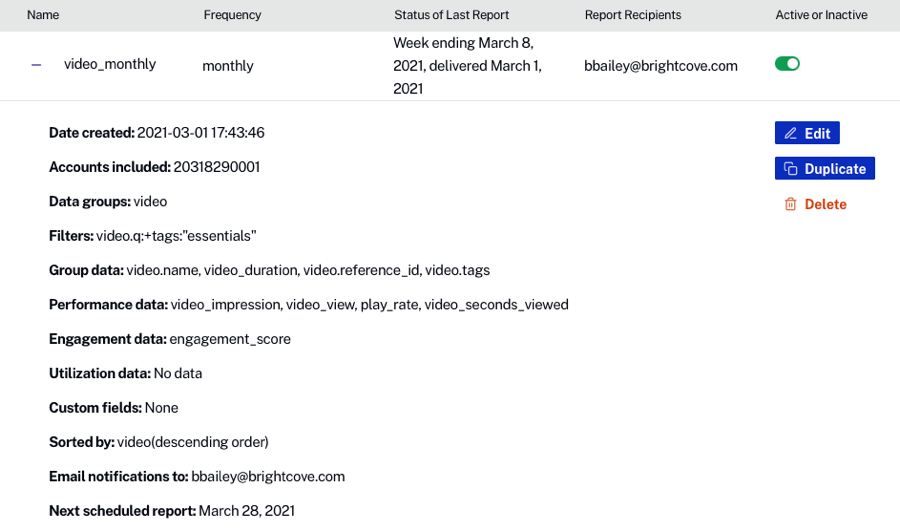 Name Frequency Status of Last Report Report Recipients Active or Inactive
video_monthly monthly Week ending March 8, 2021, delivered March 1, 2021 bbailey@brightcove.com
Date created: 2021-03-01 17:43:46
Edit
Accounts included: 20318290001
Duplicate
Data groups: video
Delete
Filters: video.q:+tags:"essentials"
Group data: video.name, video_duration, video.reference_id, video.tags
Performance data: video_impression, video_view, play_rate, video_seconds_viewed
Engagement data: engagement_score
Utilization data: No data
Custom fields: None
Sorted by: video(descending order)
Email notifications to: bbailey@brightcove.com
Next scheduled report: March 28, 2021